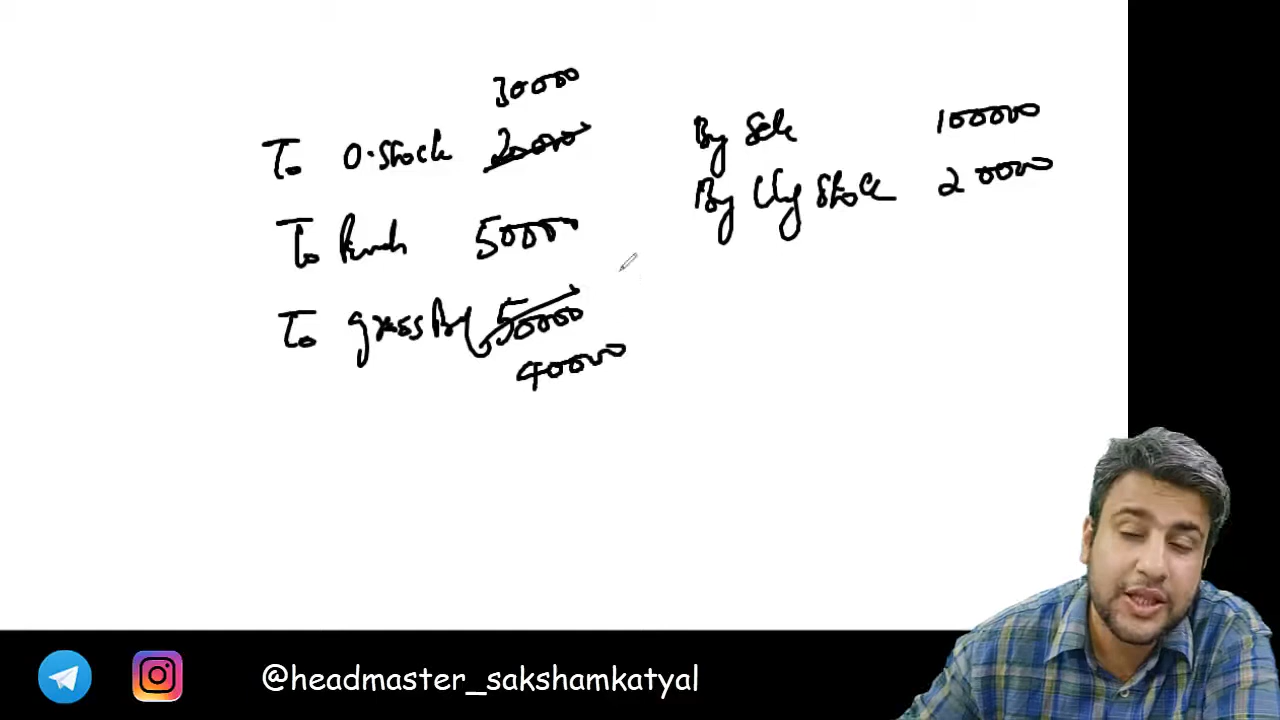 30000
To O.Stock 20000
To Purch 50000
To gross Prof 50000
40000
By Sale 100000
By Clg Stock 20000
@headmaster_sakshamkatyal